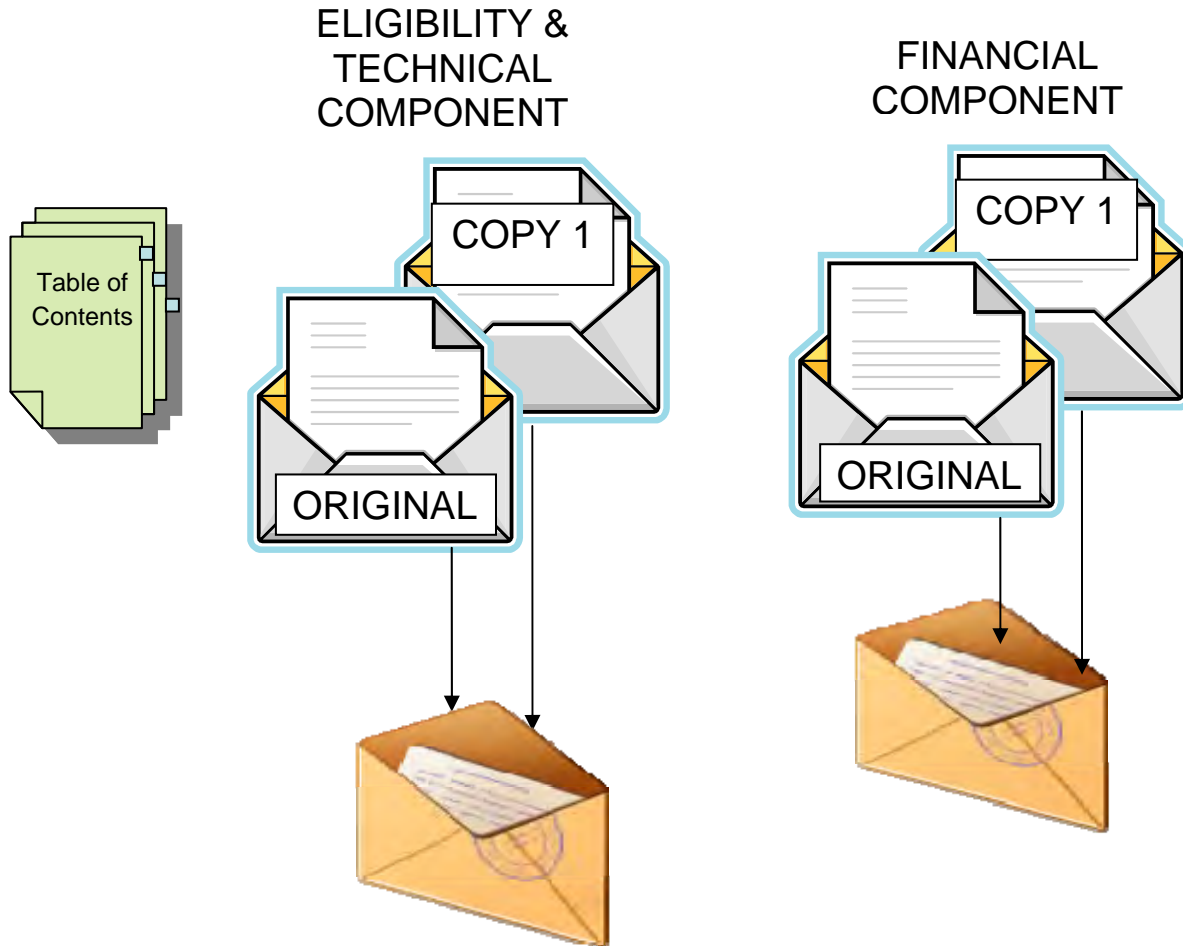 ELIGIBILITY &
TECHNICAL
COMPONENT
FINANCIAL
COMPONENT
Table of
Contents
COPY 1
ORIGINAL
COPY 1
ORIGINAL